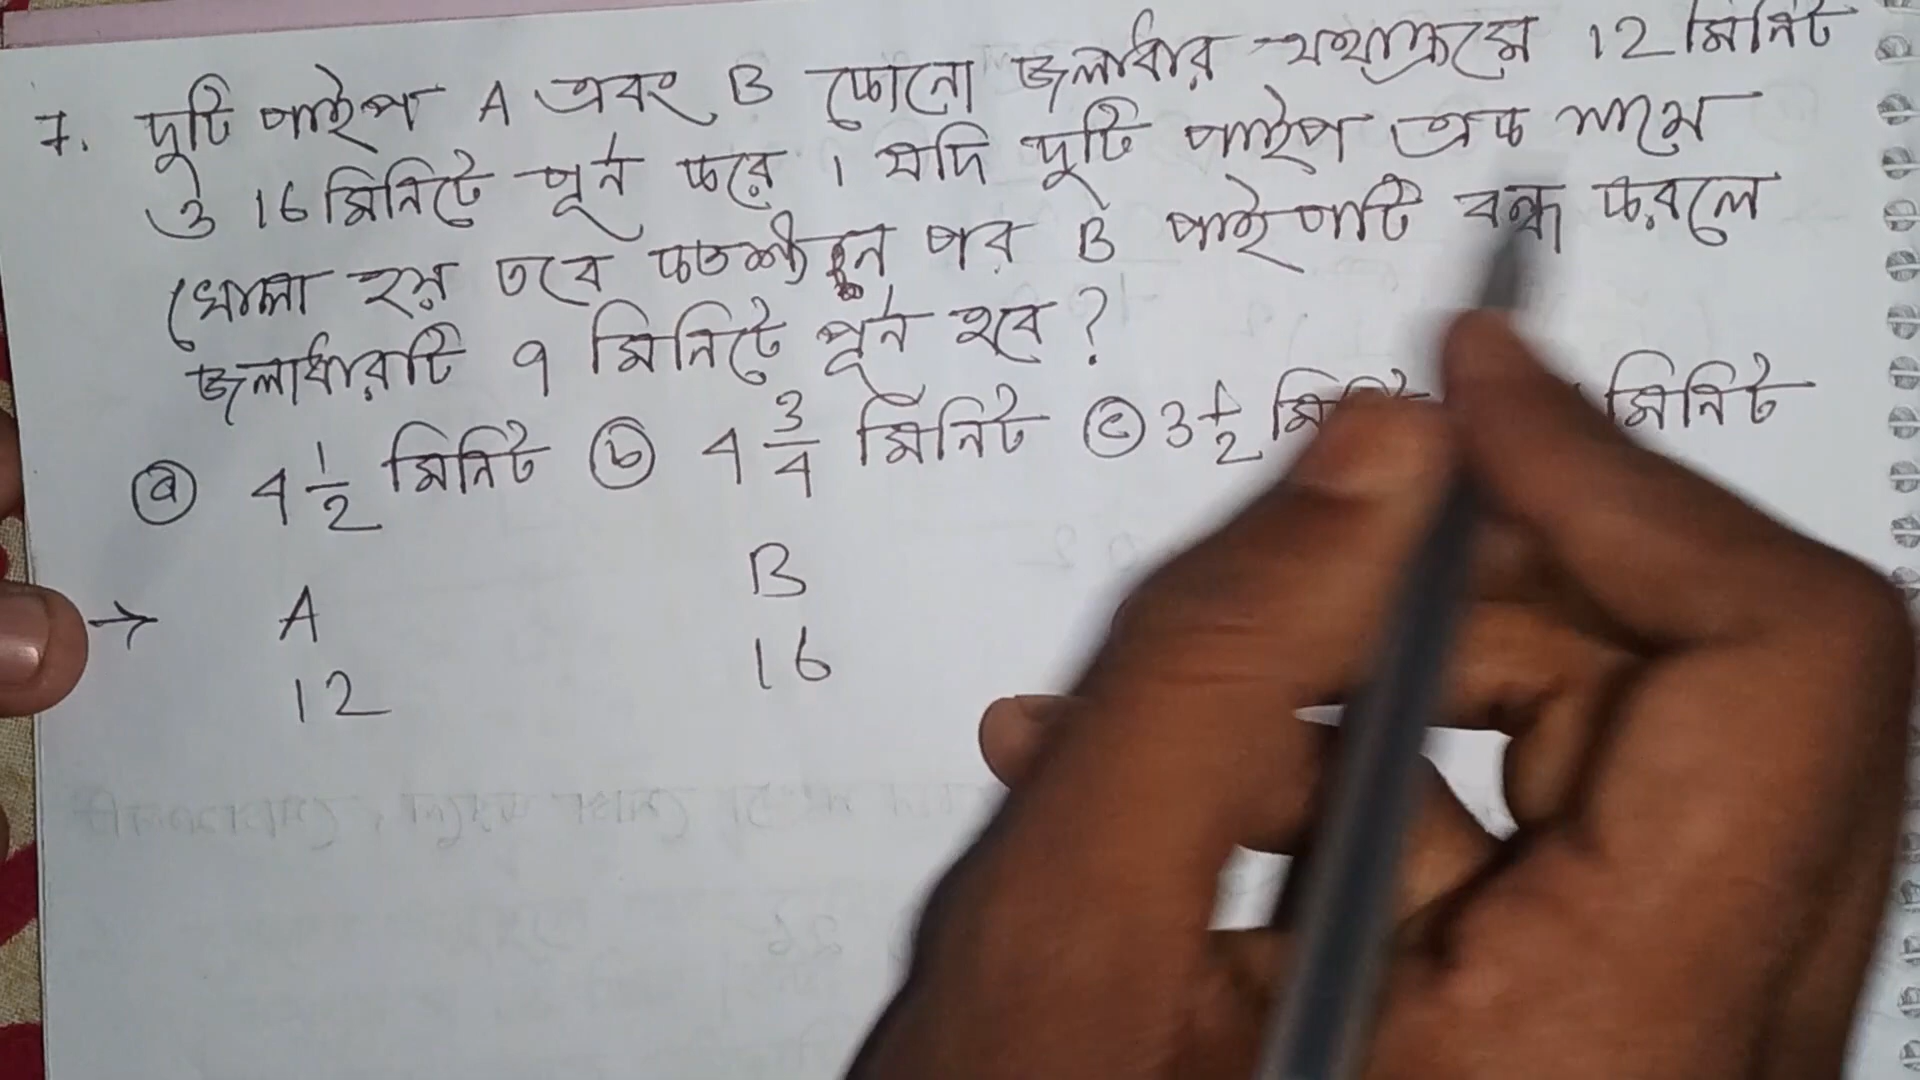 7. দুটি পাইপ A এবং B কোনো জলাধার যথাক্রমে 12 মিনিট
ও 16 মিনিটে পূর্ন করে। যদি দুটি পাইপ এক সাথে
খোলা হয় তবে কতক্ষন পর B পাইপটি বন্ধ করলে
জলাধারটি 9 মিনিটে পূর্ন হবে?
ⓐ 4 1/2 মিনিট ⓑ 4 3/4 মিনিট ⓒ 3 1/2 মিনিট
→ A B
12 16